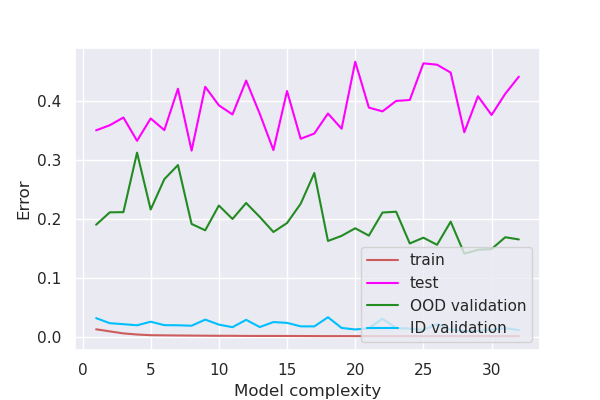 0.4
0.3
0.2
0.1
0.0
Error
0 5 10 15 20 25 30
Model complexity
train
test
OOD validation
ID validation